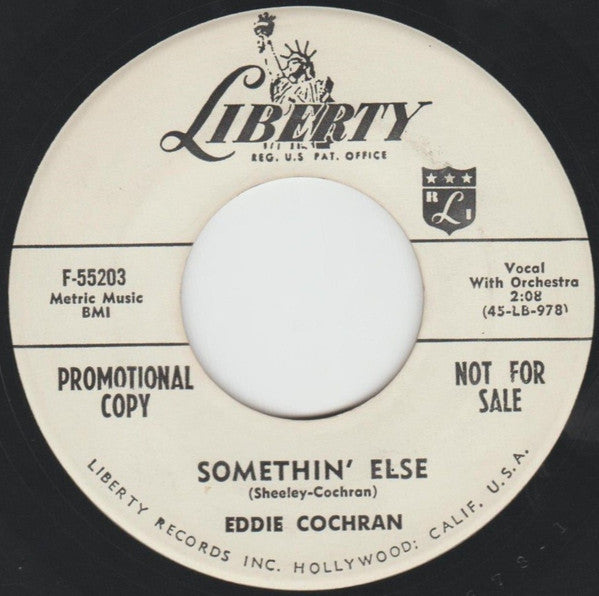 LIBERTY
REG. U.S. PAT. OFFICE
R L I
F-55203
Metric Music
BMI
Vocal
With Orchestra
2:08
(45-LB-978)
PROMOTIONAL
COPY
NOT FOR
SALE
SOMETHIN' ELSE
(Sheeley-Cochran)
EDDIE COCHRAN
LIBERTY RECORDS INC. HOLLYWOOD: CALIF. U.S.A.